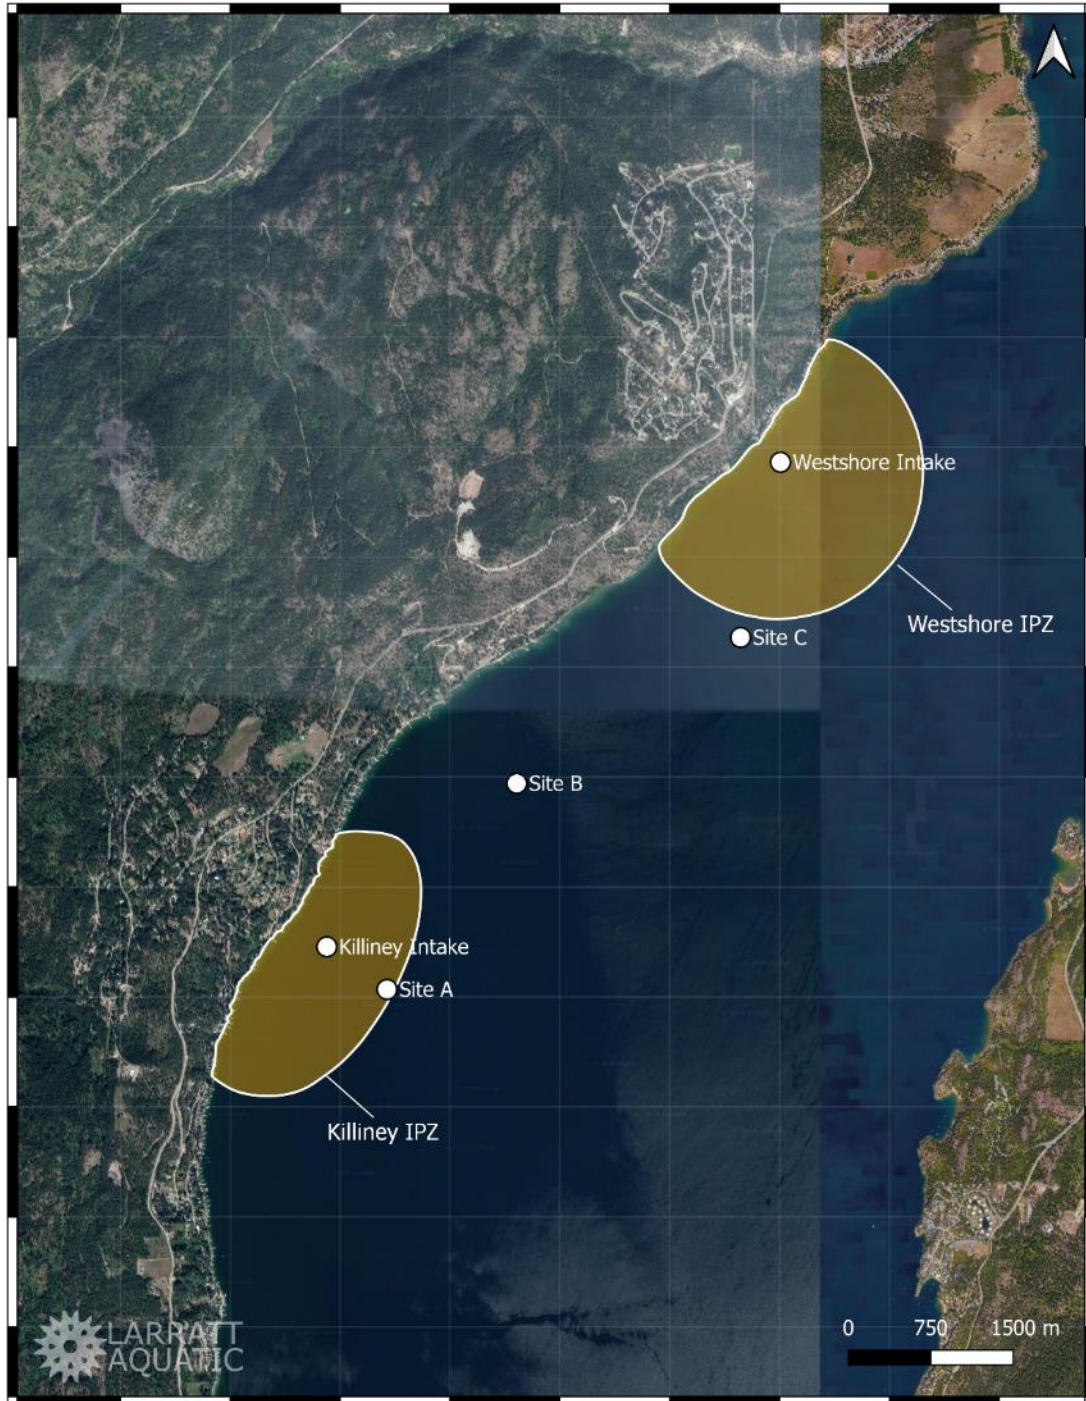 Westshore Intake
Westshore IPZ
Site C
Site B
Killiney Intake
Site A
Killiney IPZ
LARRATT
AQUATIC
0 750 1500 m